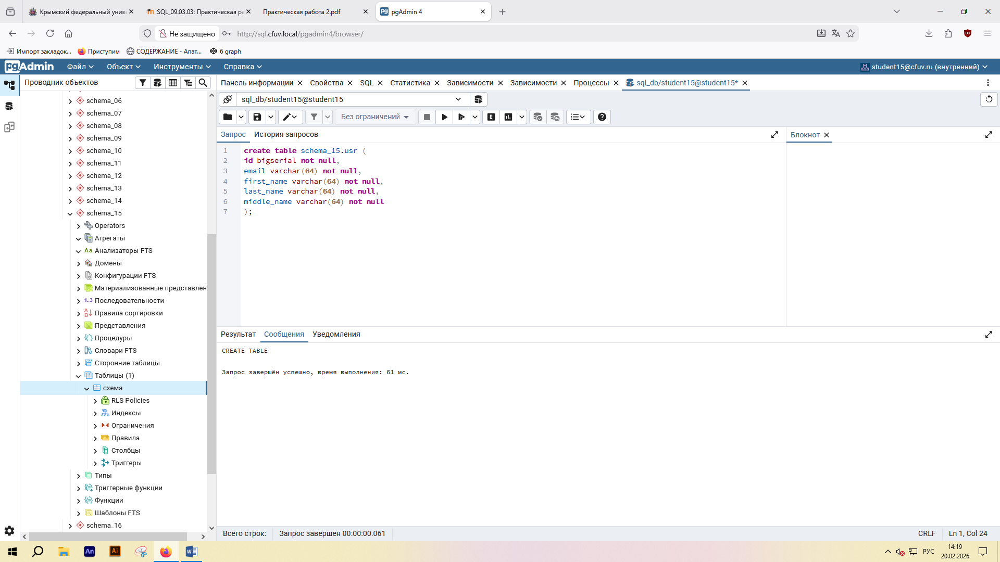 Крымский федеральный униве
SQL_09.03.03: Практическая ра
Практическая работа 2.pdf
pgAdmin 4
Не защищено
http://sql.cfuv.local/pgadmin4/browser/
Импорт закладок...
Приступим
СОДЕРЖАНИЕ - Апат...
6 graph
pgAdmin
Файл
Объект
Инструменты
Справка
student15@cfuv.ru (внутренний)
Проводник объектов
Панель информации
Свойства
SQL
Статистика
Зависимости
Зависимости
Процессы
sql_db/student15@student15*
sql_db/student15@student15
Без ограничений
E
Запрос
История запросов
Блокнот
1 create table schema_15.usr (
2 id bigserial not null,
3 email varchar(64) not null,
4 first_name varchar(64) not null,
5 last_name varchar(64) not null,
6 middle_name varchar(64) not null
7 );
schema_06
schema_07
schema_08
schema_09
schema_10
schema_11
schema_12
schema_13
schema_14
schema_15
Operators
Агрегаты
Aa Анализаторы FTS
Домены
Конфигурации FTS
Материализованные представлен
1..3 Последовательности
Правила сортировки
Представления
Процедуры
Словари FTS
Сторонние таблицы
Таблицы (1)
схема
RLS Policies
Индексы
Ограничения
Правила
Столбцы
Триггеры
Типы
Триггерные функции
Функции
Шаблоны FTS
schema_16
Результат
Сообщения
Уведомления
CREATE TABLE
Запрос завершён успешно, время выполнения: 61 мс.
Всего строк:
Запрос завершен 00:00:00.061
CRLF
Ln 1, Col 24
An
Ai
РУС
14:19
20.02.2026